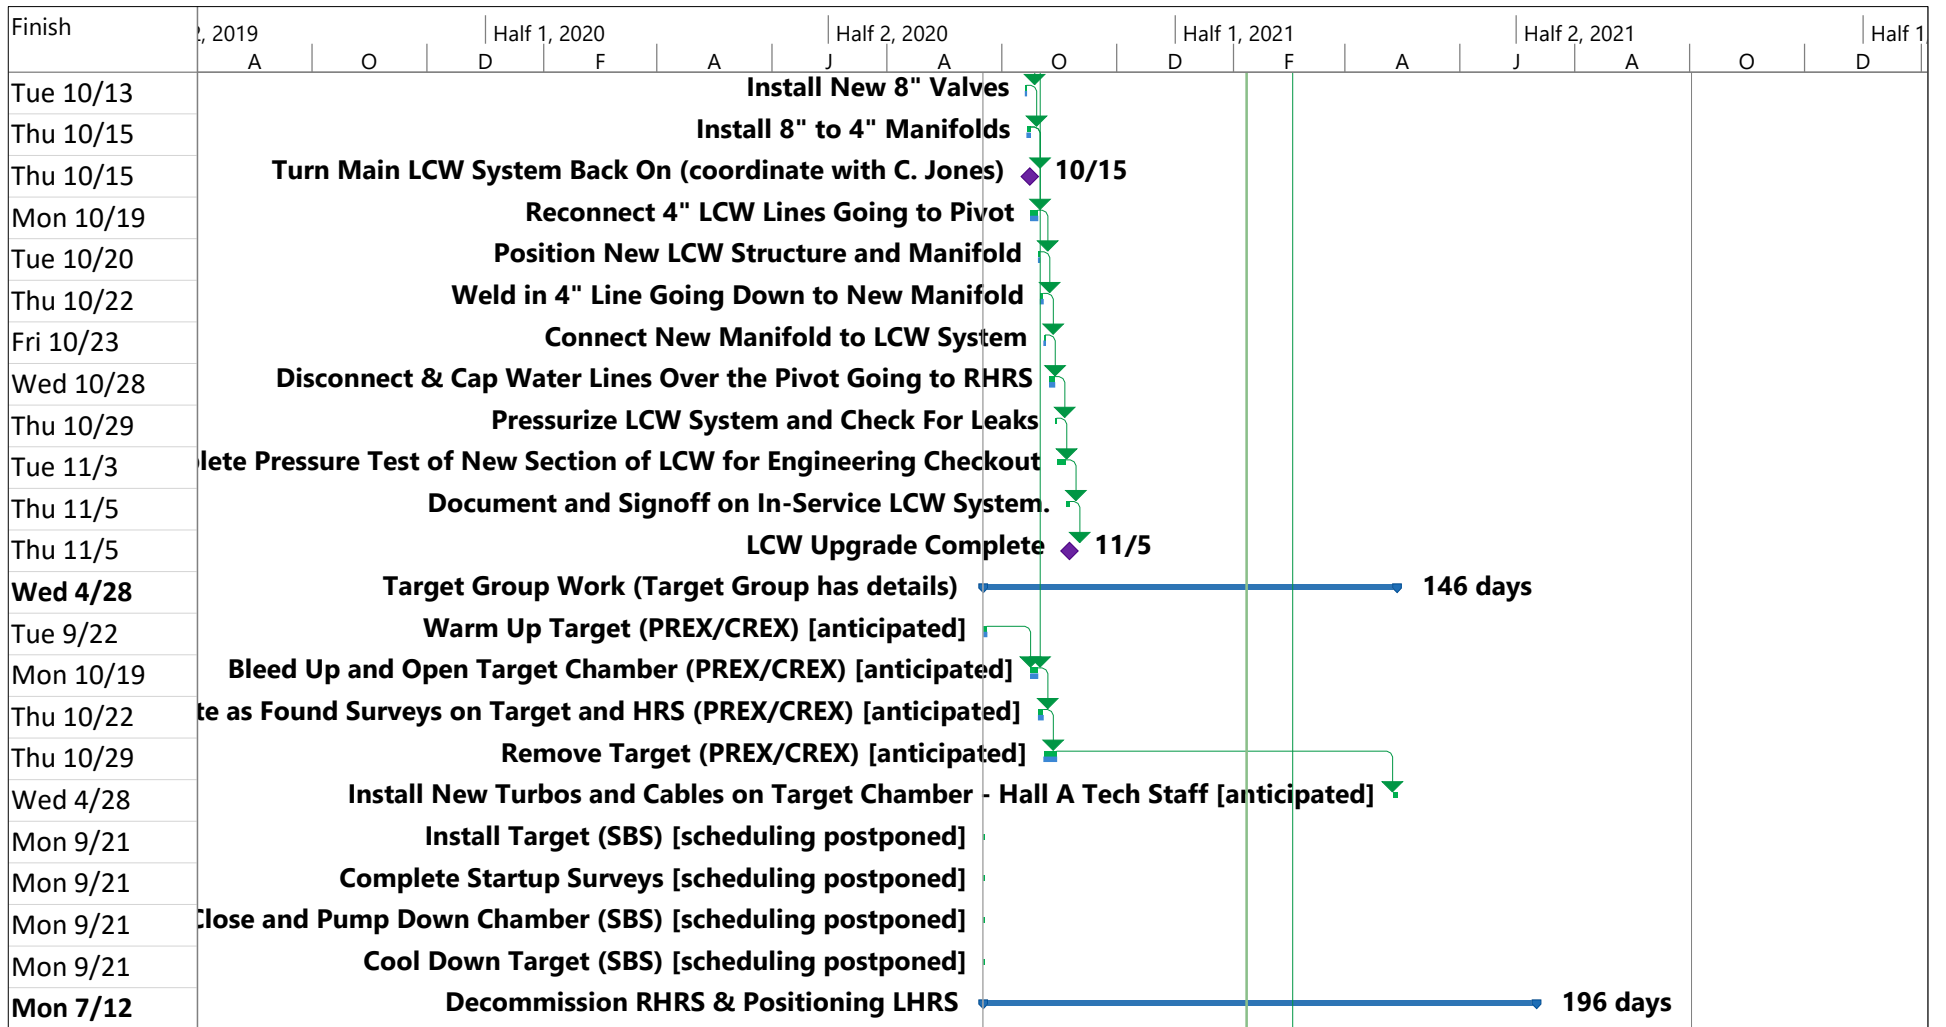 Finish
2, 2019 Half 1, 2020 Half 2, 2020 Half 1, 2021 Half 2, 2021 Half 1
A O D F A J A O D F A J A O D
Tue 10/13 Install New 8" Valves
Thu 10/15 Install 8" to 4" Manifolds
Thu 10/15 Turn Main LCW System Back On (coordinate with C. Jones) 10/15
Mon 10/19 Reconnect 4" LCW Lines Going to Pivot
Tue 10/20 Position New LCW Structure and Manifold
Thu 10/22 Weld in 4" Line Going Down to New Manifold
Fri 10/23 Connect New Manifold to LCW System
Wed 10/28 Disconnect & Cap Water Lines Over the Pivot Going to RHRS
Thu 10/29 Pressurize LCW System and Check For Leaks
Tue 11/3 lete Pressure Test of New Section of LCW for Engineering Checkout
Thu 11/5 Document and Signoff on In-Service LCW System.
Thu 11/5 LCW Upgrade Complete 11/5
Wed 4/28 Target Group Work (Target Group has details) 146 days
Tue 9/22 Warm Up Target (PREX/CREX) [anticipated]
Mon 10/19 Bleed Up and Open Target Chamber (PREX/CREX) [anticipated]
Thu 10/22 te as Found Surveys on Target and HRS (PREX/CREX) [anticipated]
Thu 10/29 Remove Target (PREX/CREX) [anticipated]
Wed 4/28 Install New Turbos and Cables on Target Chamber - Hall A Tech Staff [anticipated]
Mon 9/21 Install Target (SBS) [scheduling postponed]
Mon 9/21 Complete Startup Surveys [scheduling postponed]
Mon 9/21 Close and Pump Down Chamber (SBS) [scheduling postponed]
Mon 9/21 Cool Down Target (SBS) [scheduling postponed]
Mon 7/12 Decommission RHRS & Positioning LHRS 196 days